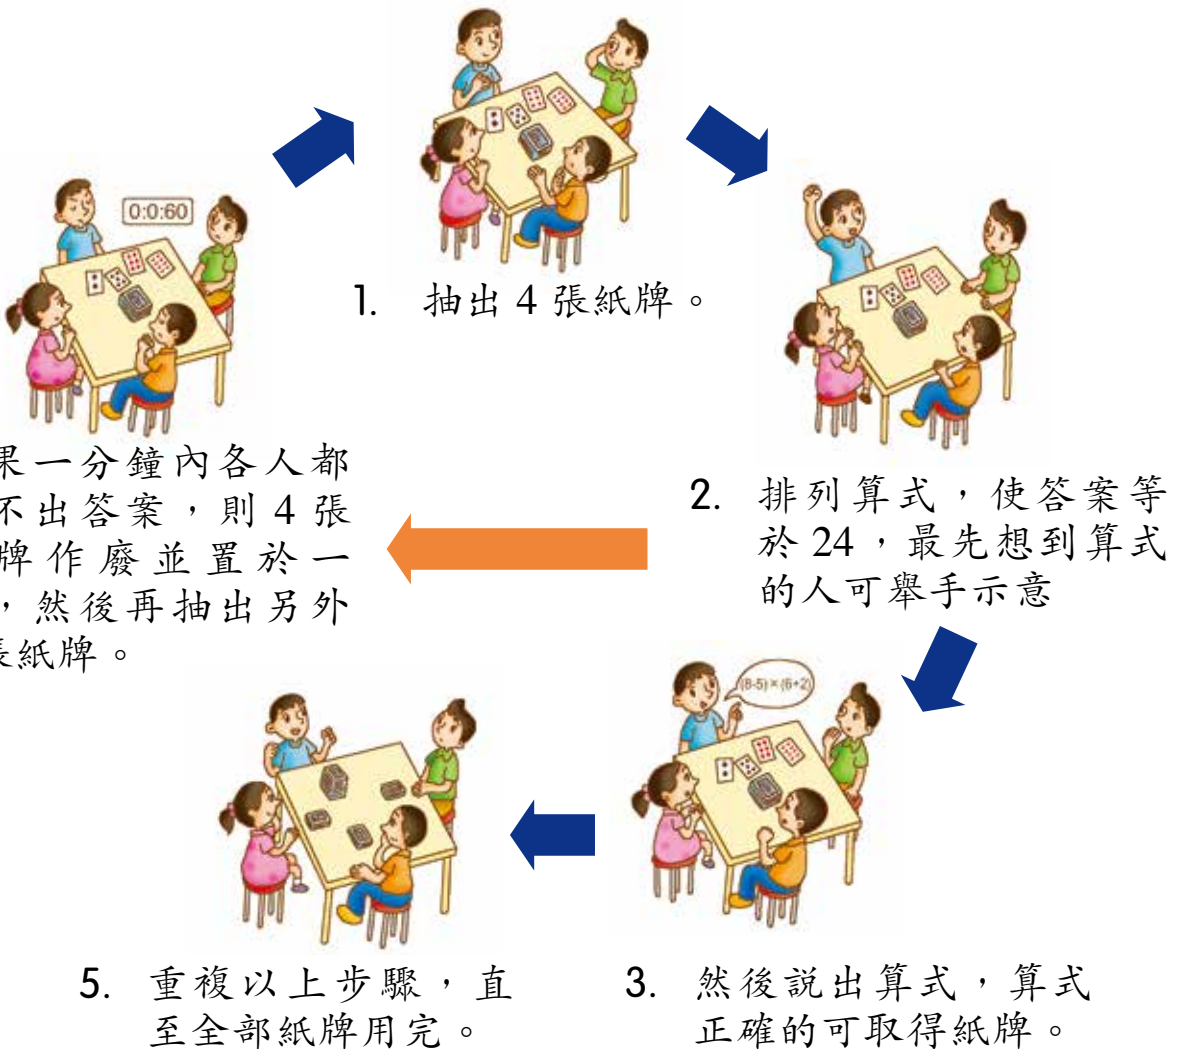 1. 抽出 4 張紙牌。
2. 排列算式，使答案等
於 24，最先想到算式
的人可舉手示意
(8-5)×(6+2)
3. 然後説出算式，算式
正確的可取得紙牌。
0:0:60
果一分鐘內各人都
不出答案，則 4 張
牌作廢並置於一
，然後再抽出另外
張紙牌。
5. 重複以上步驟，直
至全部紙牌用完。